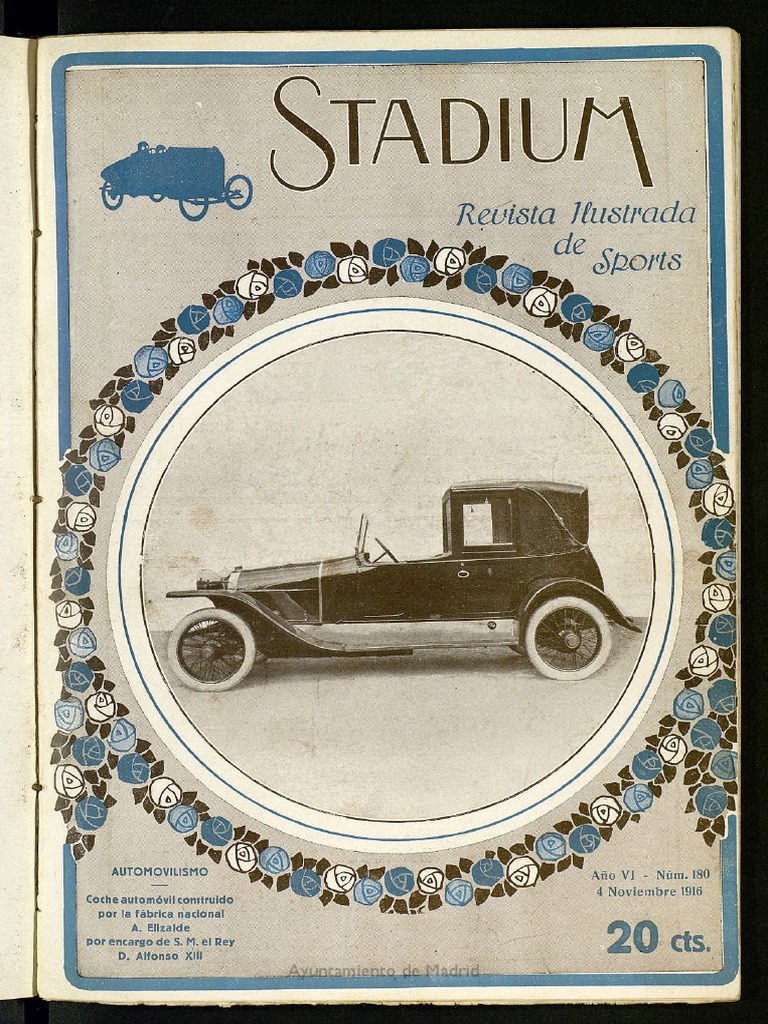 STADIUM
Revista Ilustrada
de
Sports
AUTOMOVILISMO
Coche automóvil construido
por la fábrica nacional
A. Elizalde
por encargo de S. M. el Rey
D. Alfonso XIII
Año VI - Núm. 180
4 Noviembre 1916
20 cts.
Ayuntamiento de Madrid